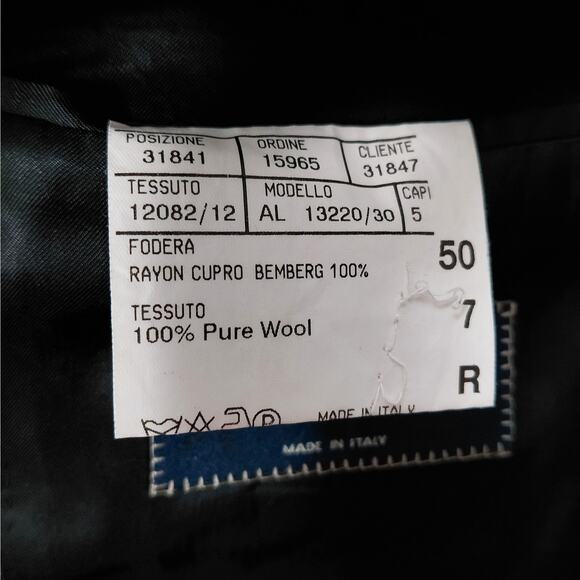 POSIZIONE ORDINE CLIENTE
31841 15965 31847
TESSUTO MODELLO CAPI
12082/12 AL 13220/30 5
FODERA
RAYON CUPRO BEMBERG 100%
50
TESSUTO
100% Pure Wool
7
R
MADE IN ITALY
MADE IN ITALY